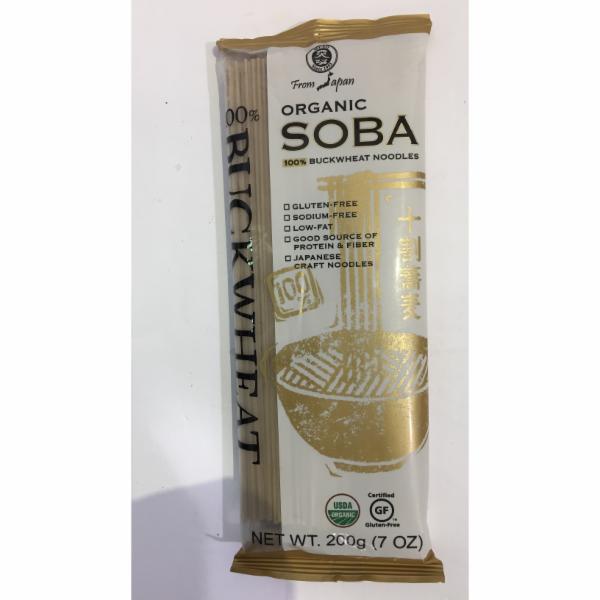 From Japan
ORGANIC
SOBA
100% BUCKWHEAT NOODLES
GLUTEN-FREE
SODIUM-FREE
LOW-FAT
GOOD SOURCE OF
PROTEIN & FIBER
JAPANESE
CRAFT NOODLES
00% BUCKWHEAT
十割蕎麦
100
%
USDA
ORGANIC
Certified
GF
Gluten-Free
NET WT. 200g (7 OZ)